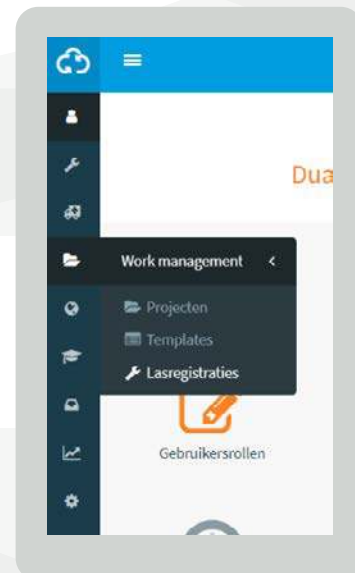 Dua
Work management
Projecten
Templates
Lasregistraties
Gebruikersrollen